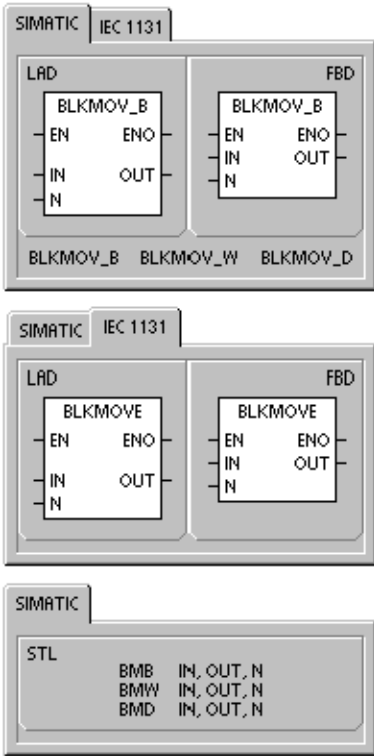 SIMATIC IEC 1131
LAD FBD
BLKMOV_B BLKMOV_B
EN ENO EN ENO
IN OUT IN OUT
N N
BLKMOV_B BLKMOV_W BLKMOV_D
SIMATIC IEC 1131
LAD FBD
BLKMOVE BLKMOVE
EN ENO EN ENO
IN OUT IN OUT
N N
SIMATIC
STL
BMB IN, OUT, N
BMW IN, OUT, N
BMD IN, OUT, N